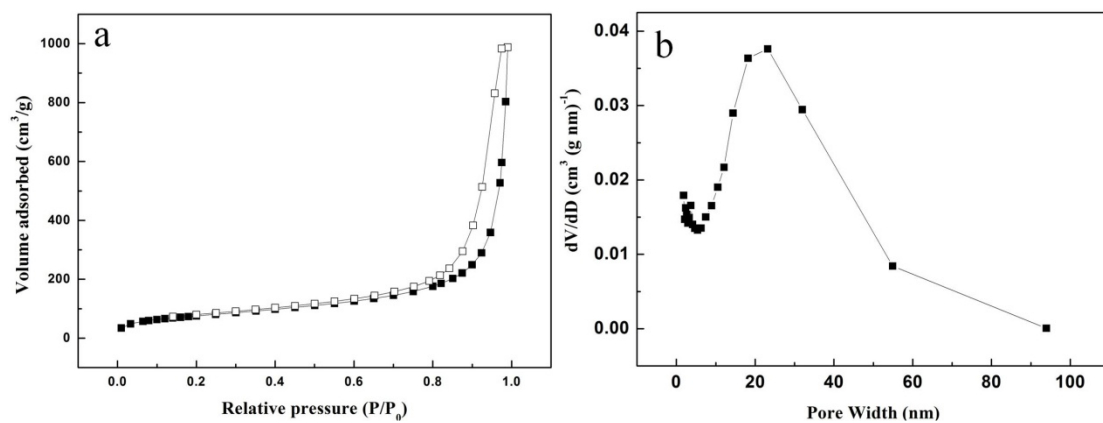 a
1000
800
600
400
200
0
Volume adsorbed (cm³/g)
0.0 0.2 0.4 0.6 0.8 1.0
Relative pressure (P/P₀)
b
0.04
0.03
0.02
0.01
0.00
dV/dD (cm³ (g nm)⁻¹
0 20 40 60 80 100
Pore Width (nm)